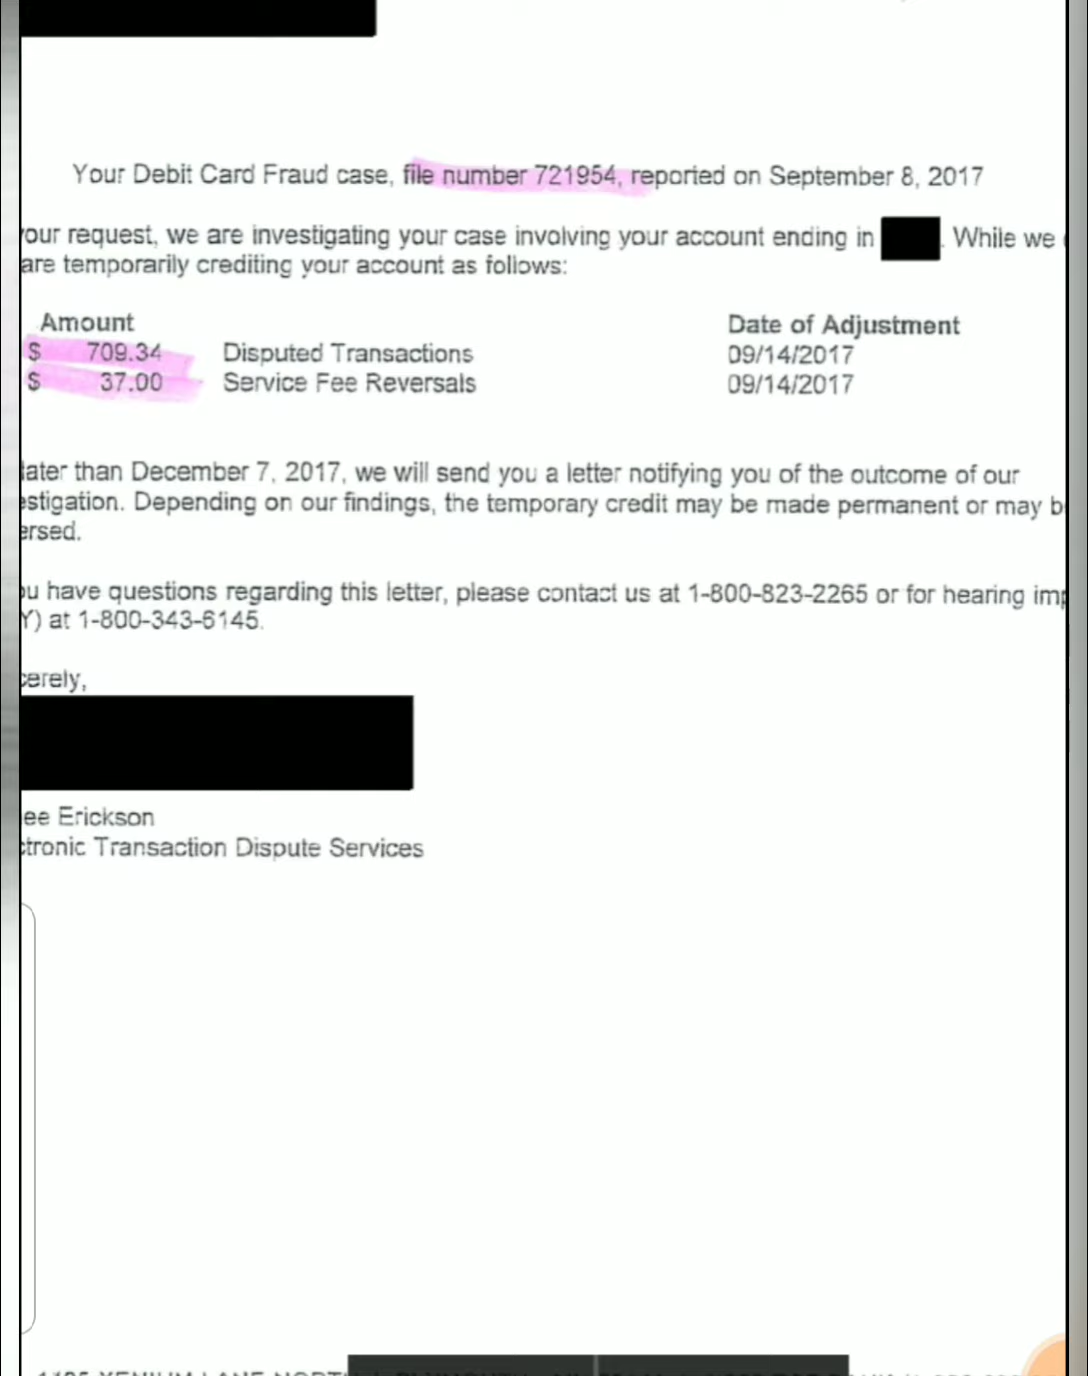 Your Debit Card Fraud case, file number 721954, reported on September 8, 2017
our request, we are investigating your case involving your account ending in . While we
are temporarily crediting your account as follows:
Amount Date of Adjustment
$ 709.34 Disputed Transactions 09/14/2017
$ 37.00 Service Fee Reversals 09/14/2017
later than December 7, 2017, we will send you a letter notifying you of the outcome of our
estigation. Depending on our findings, the temporary credit may be made permanent or may b
ersed.
ou have questions regarding this letter, please contact us at 1-800-823-2265 or for hearing imp
Y) at 1-800-343-6145.
cerely,
ee Erickson
ctronic Transaction Dispute Services